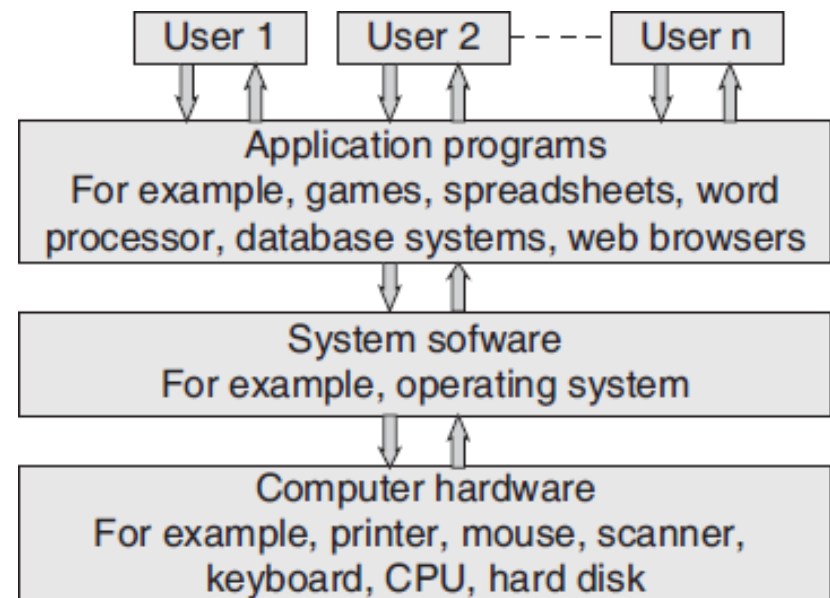 User 1 User 2 User n
Application programs
For example, games, spreadsheets, word
processor, database systems, web browsers
System sofware
For example, operating system
Computer hardware
For example, printer, mouse, scanner,
keyboard, CPU, hard disk